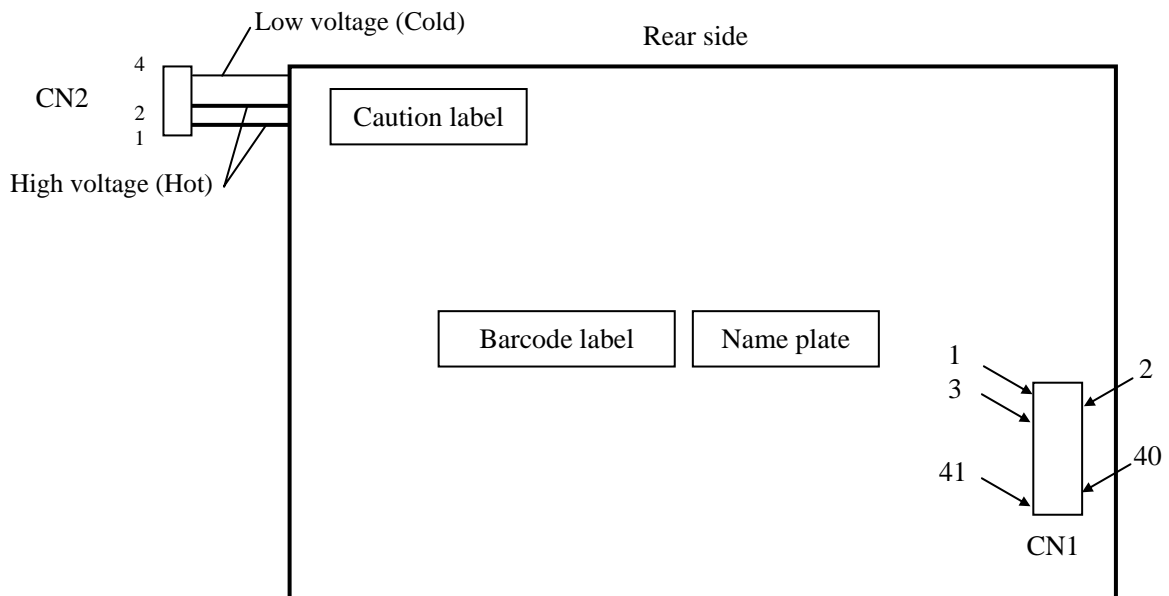 Low voltage (Cold)
Rear side
4
CN2
2
1
Caution label
High voltage (Hot)
Barcode label
Name plate
1
2
3
41
40
CN1